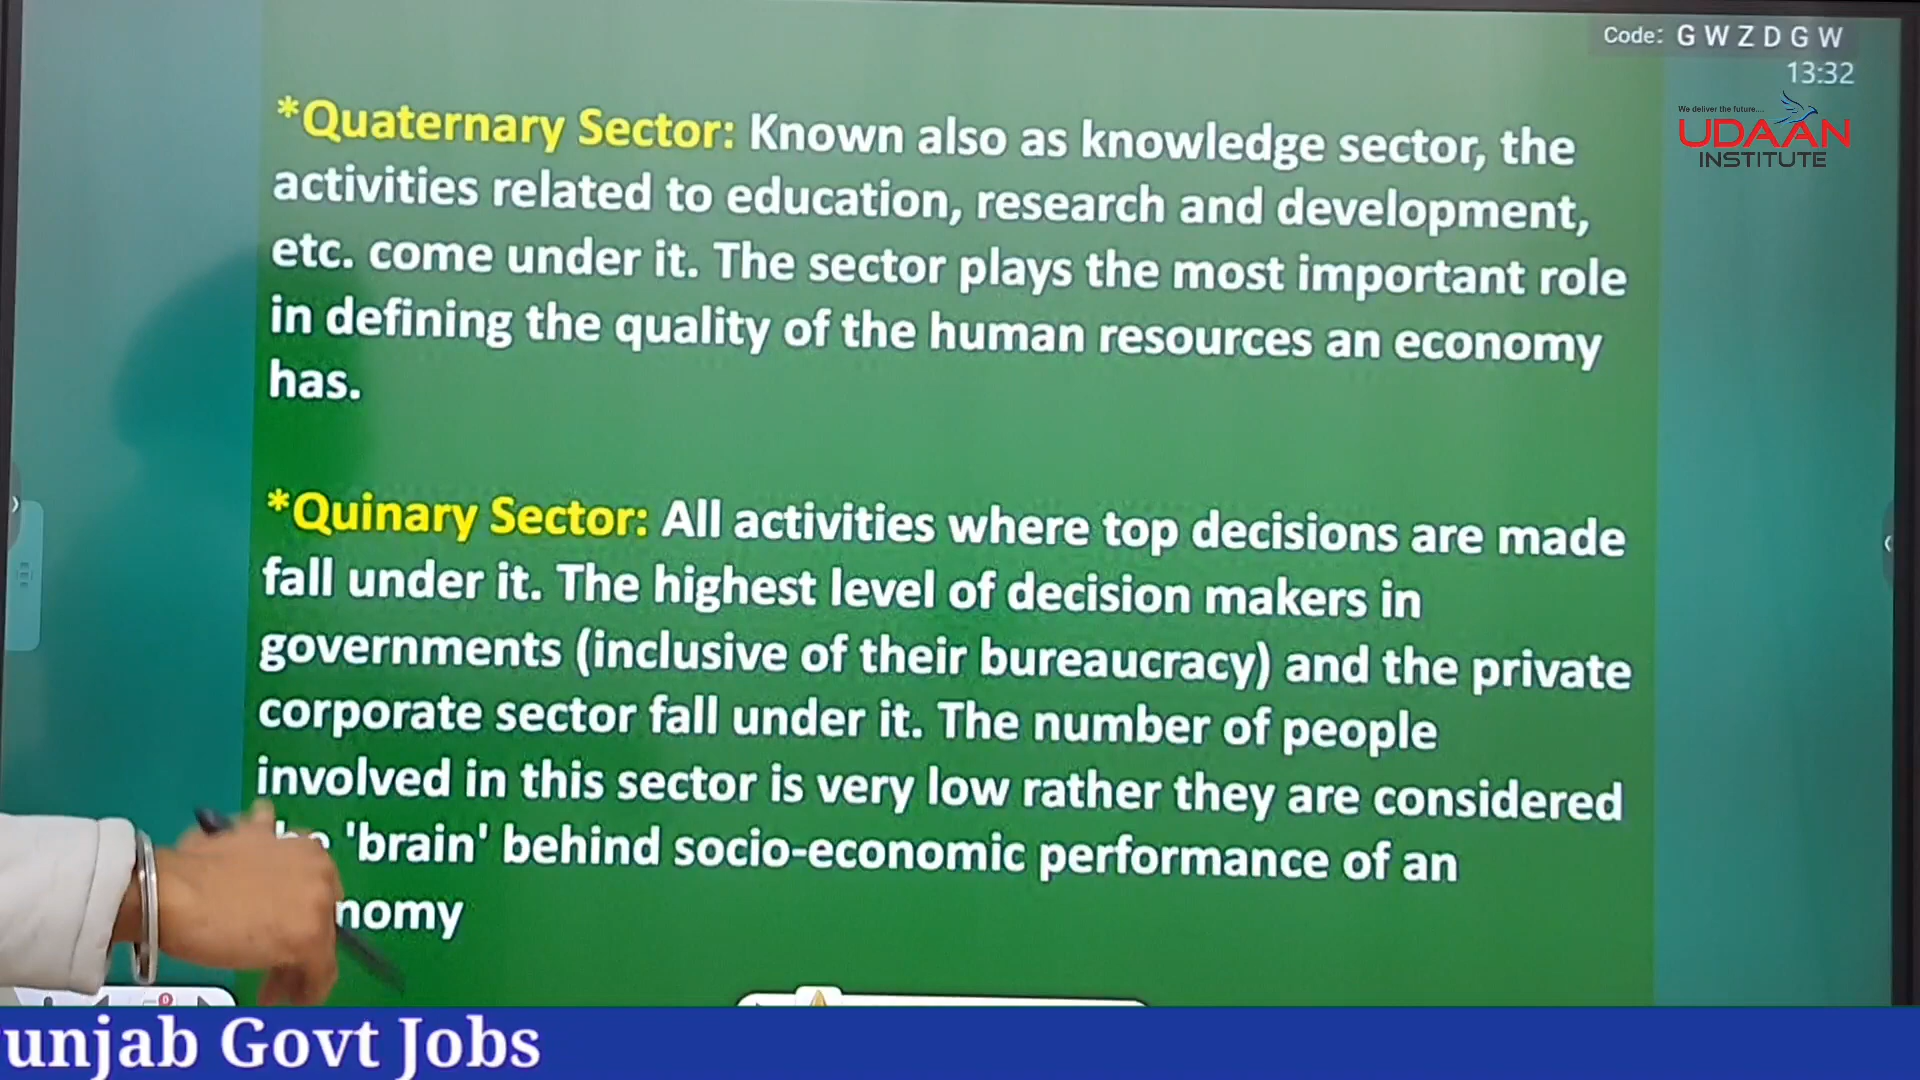 Code: G W Z D G W
13:32
We deliver the future....
UDAAN
INSTITUTE
*Quaternary Sector: Known also as knowledge sector, the
activities related to education, research and development,
etc. come under it. The sector plays the most important role
in defining the quality of the human resources an economy
has.
*Quinary Sector: All activities where top decisions are made
fall under it. The highest level of decision makers in
governments (inclusive of their bureaucracy) and the private
corporate sector fall under it. The number of people
involved in this sector is very low rather they are considered
'brain' behind socio-economic performance of an
nomy
unjab Govt Jobs